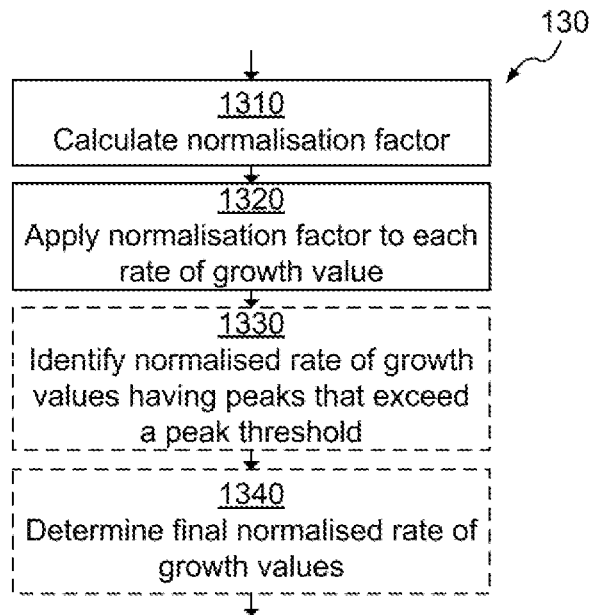 130
1310
Calculate normalisation factor
1320
Apply normalisation factor to each
rate of growth value
1330
Identify normalised rate of growth
values having peaks that exceed
a peak threshold
1340
Determine final normalised rate of
growth values